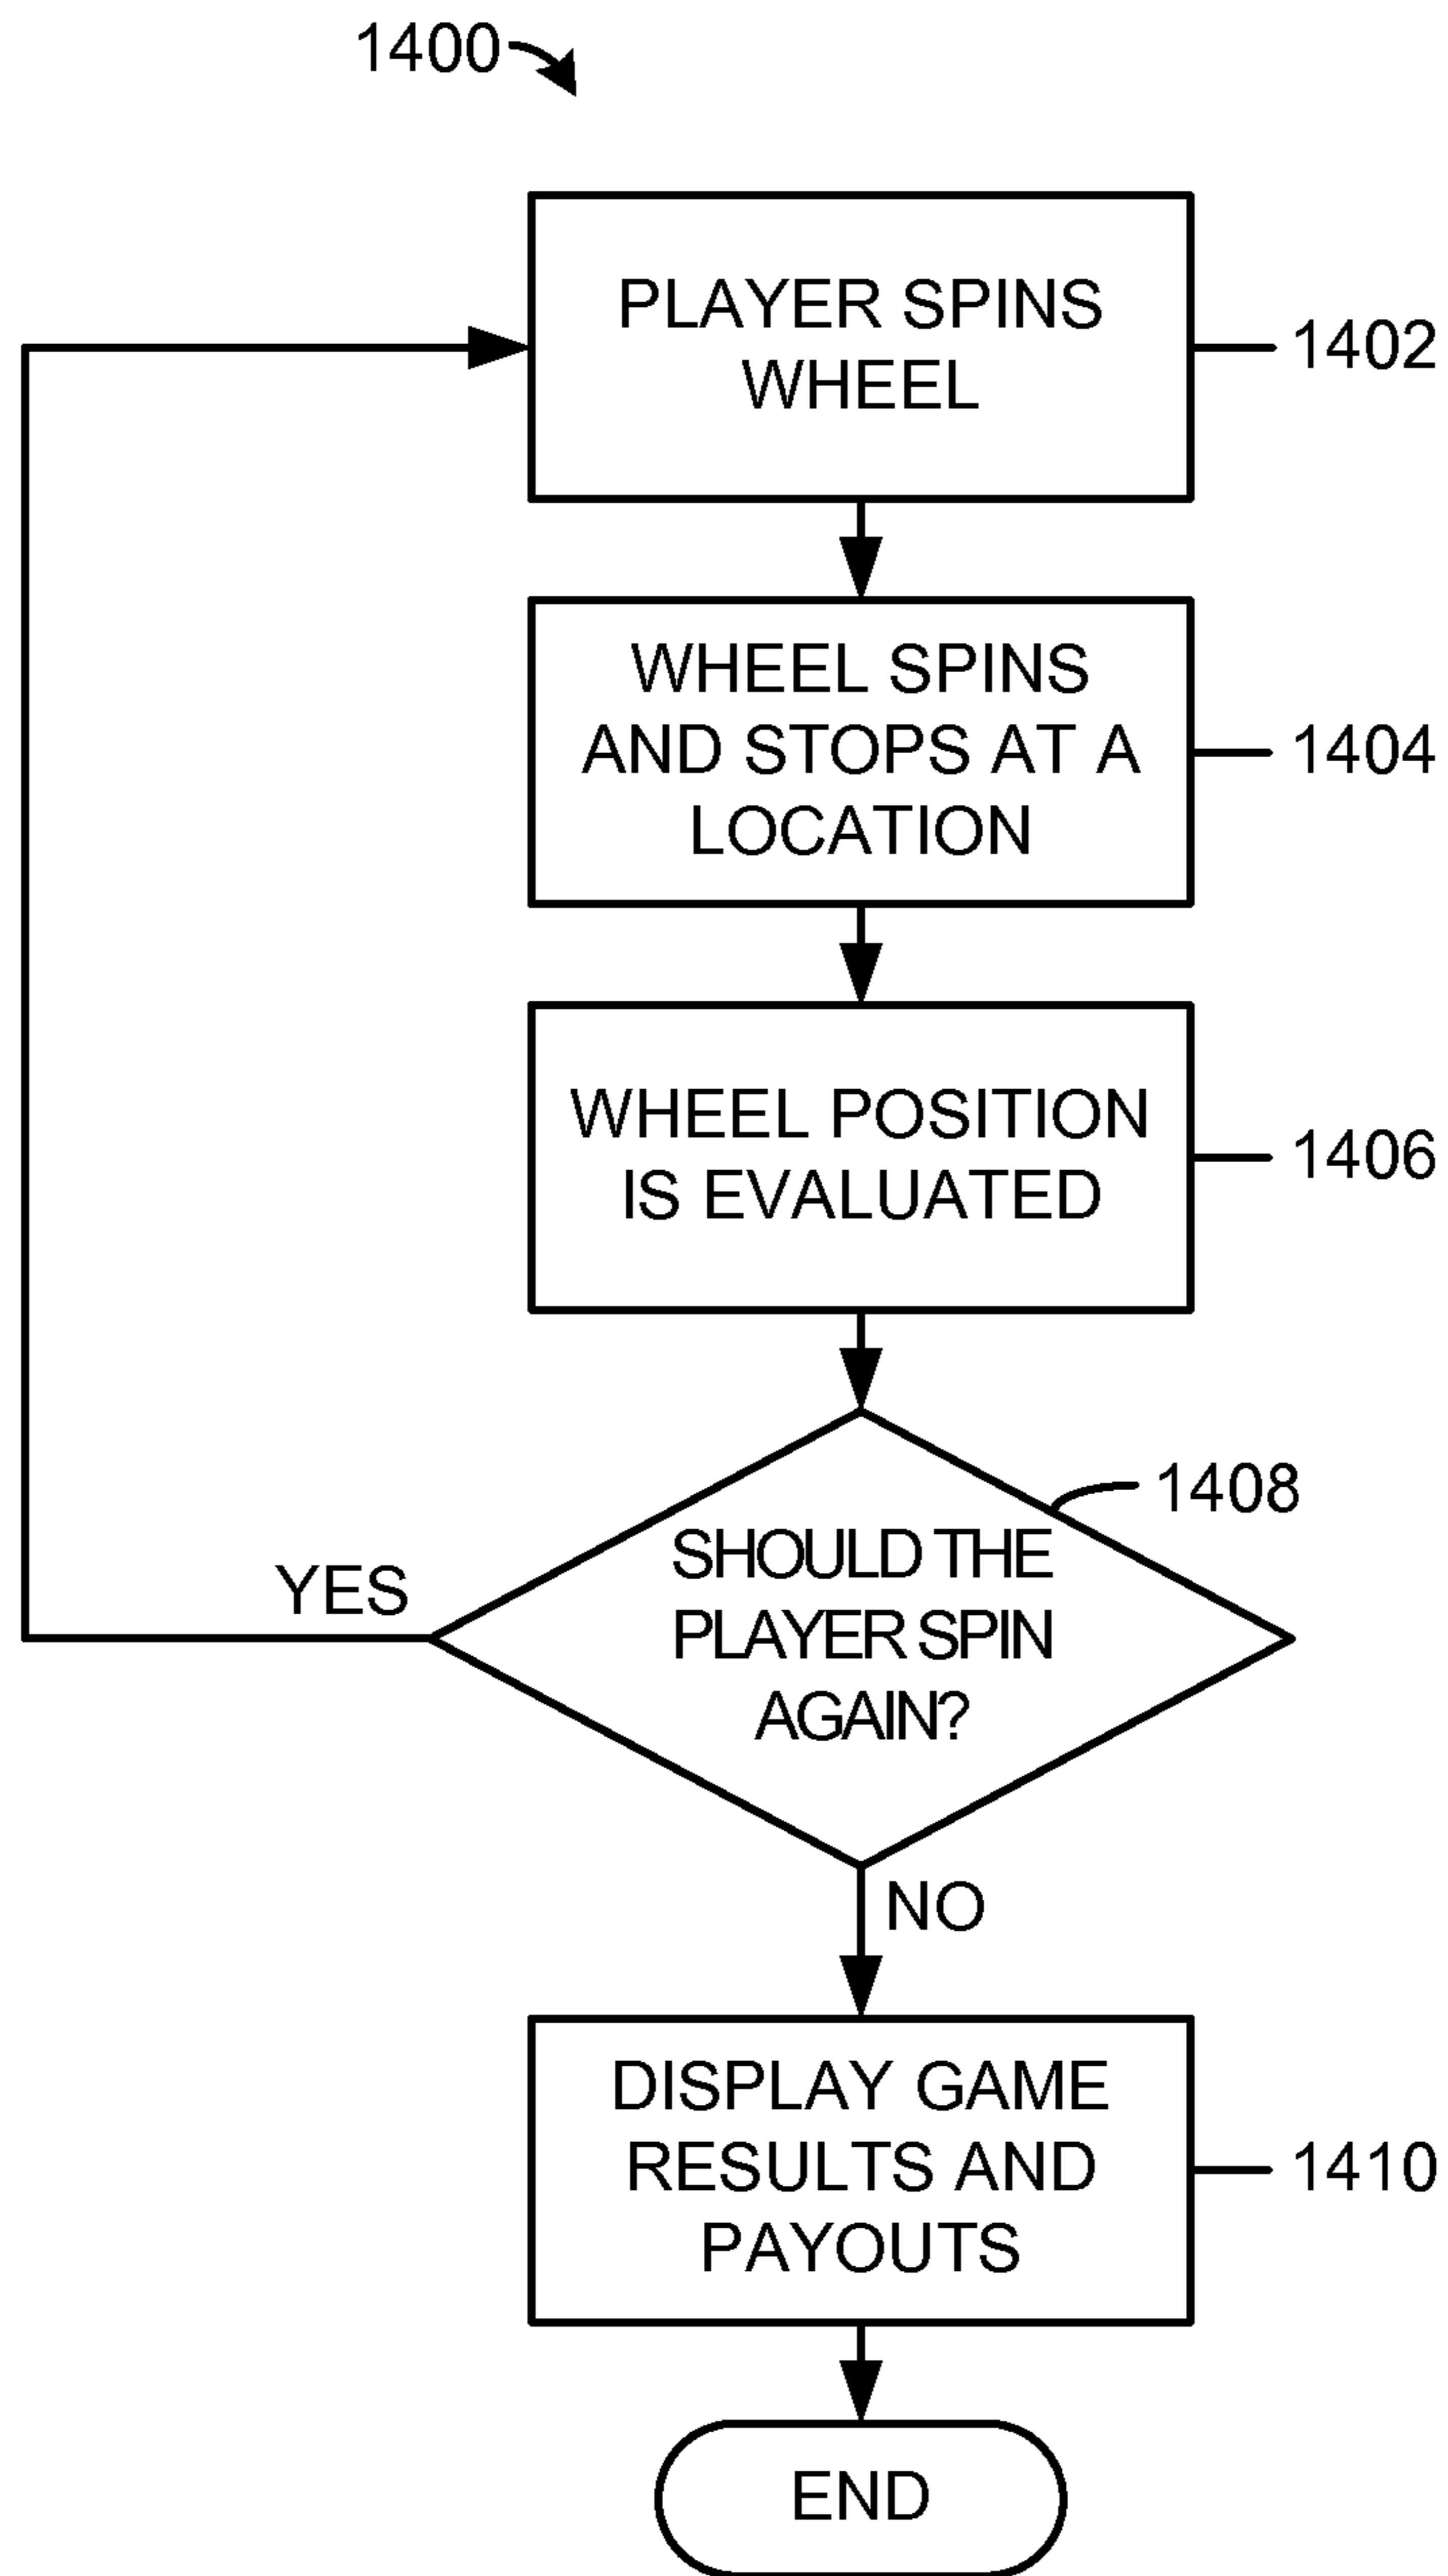 1400
PLAYER SPINS
WHEEL
1402
WHEEL SPINS
AND STOPS AT A
LOCATION
1404
WHEEL POSITION
IS EVALUATED
1406
1408
SHOULD THE
PLAYER SPIN
AGAIN?
YES
NO
DISPLAY GAME
RESULTS AND
PAYOUTS
1410
END